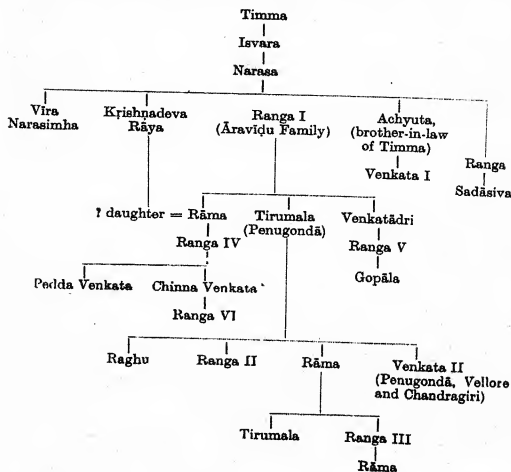 Timma
Isvara
Narasa
Vīra
Narasimha
Kṛishṇadeva
Rāya
Ranga I
(Āravīḍu Family)
Achyuta,
(brother-in-law
of Timma)
Venkata I
Ranga
Sadāsiva
? daughter = Rāma
Ranga IV
Tirumala
(Penugondā)
Venkatādri
Ranga V
Gopāla
Pedda Venkata
Chinna Venkata
Ranga VI
Raghu
Ranga II
Rāma
Venkata II
(Penugondā, Vellore
and Chandragiri)
Tirumala
Ranga III
Rāma